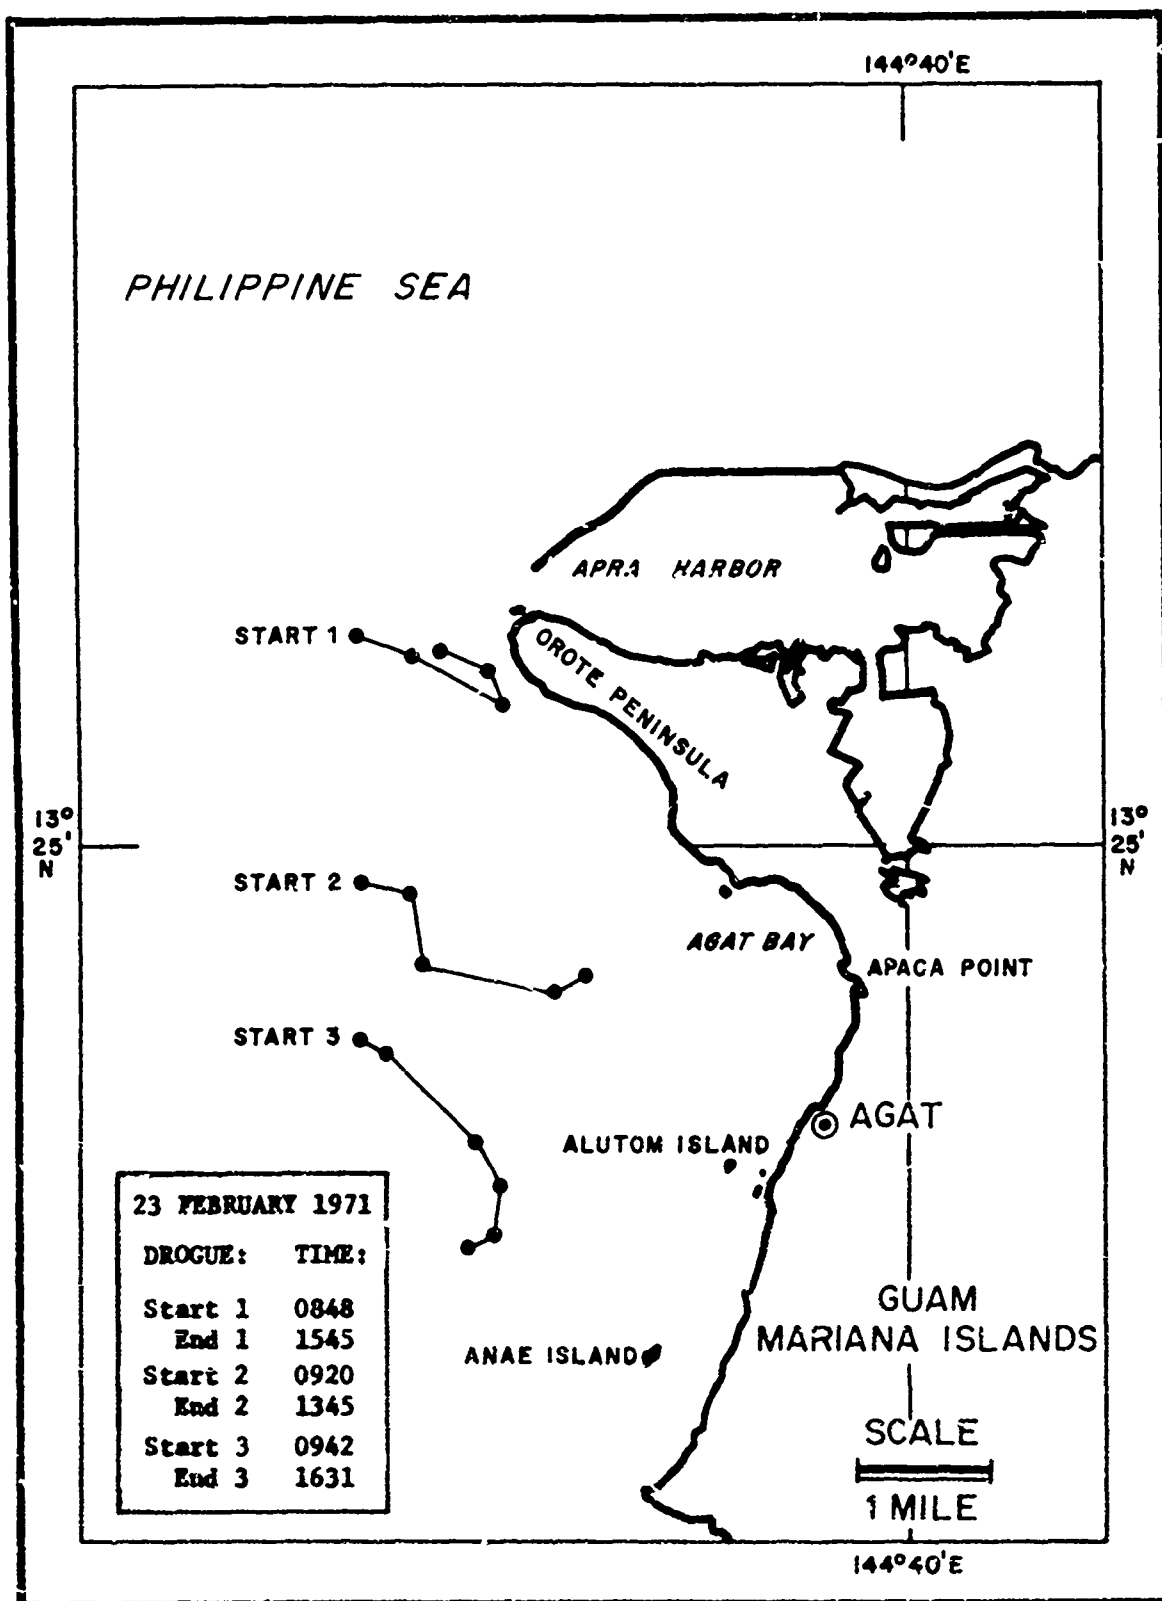 144°40'E
PHILIPPINE SEA
APRA HARBOR
START 1
OROTE PENINSULA
13°
25'
N
13°
25'
N
START 2
AGAT BAY
APACA POINT
START 3
AGAT
ALUTOM ISLAND
23 FEBRUARY 1971
DROGUE: TIME:
Start 1 0848
End 1 1545
Start 2 0920
End 2 1345
Start 3 0942
End 3 1631
GUAM
MARIANA ISLANDS
ANAE ISLAND
SCALE
1 MILE
144°40'E